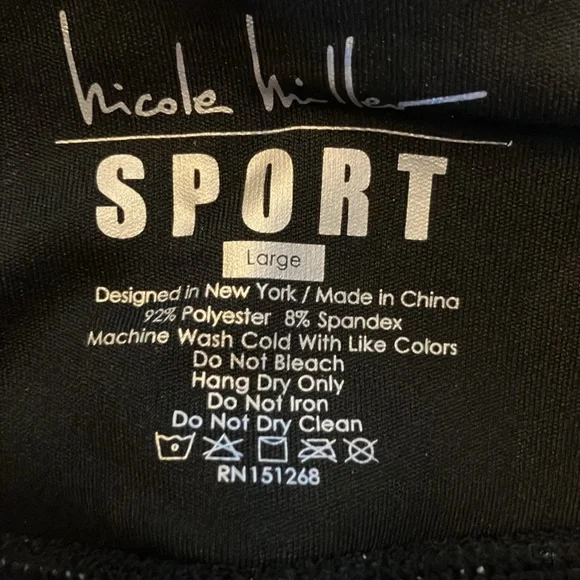 Nicole Miller
SPORT
Large
Designed in New York / Made in China
92% Polyester 8% Spandex
Machine Wash Cold With Like Colors
Do Not Bleach
Hang Dry Only
Do Not Iron
Do Not Dry Clean
RN151268